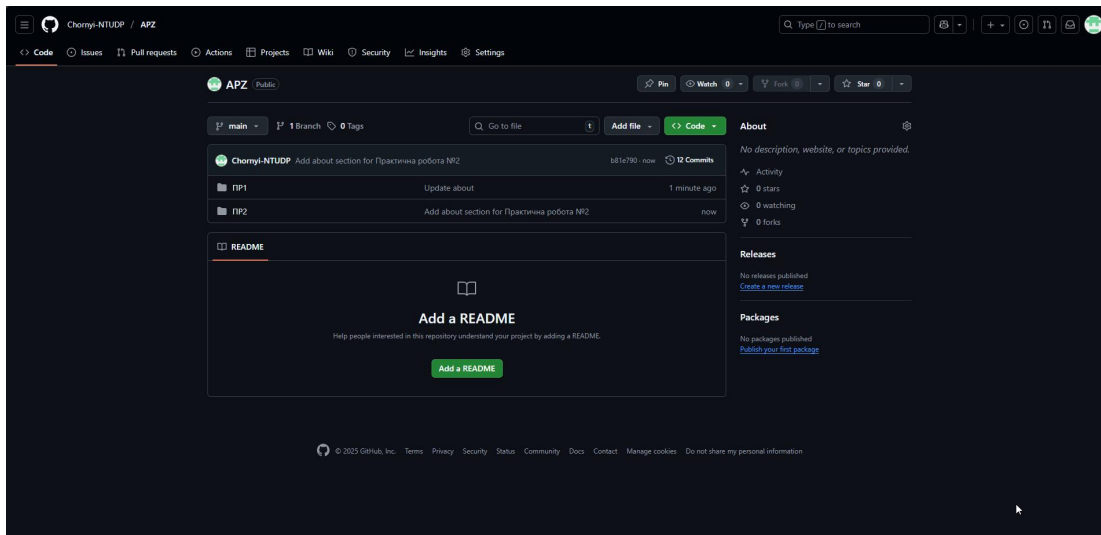 Chornyi-NTUDP / APZ
Type / to search
Code Issues Pull requests Actions Projects Wiki Security Insights Settings
APZ Public
Pin Watch 0 Fork 0 Star 0
main 1 Branch 0 Tags
Go to file t
Add file Code
Chornyi-NTUDP Add about section for Практична робота №2 b81e790 · now 12 Commits
ПР1 Update about 1 minute ago
ПР2 Add about section for Практична робота №2 now
README
Add a README
Help people interested in this repository understand your project by adding a README.
Add a README
About
No description, website, or topics provided.
Activity
0 stars
0 watching
0 forks
Releases
No releases published
Create a new release
Packages
No packages published
Publish your first package
© 2025 GitHub, Inc. Terms Privacy Security Status Community Docs Contact Manage cookies Do not share my personal information